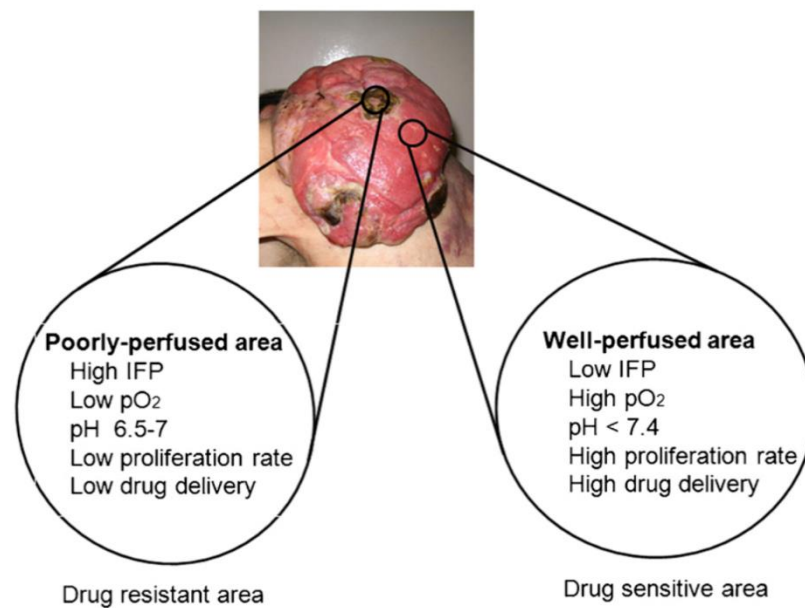 Poorly-perfused area
High IFP
Low pO2
pH 6.5-7
Low proliferation rate
Low drug delivery
Drug resistant area
Well-perfused area
Low IFP
High pO2
pH < 7.4
High proliferation rate
High drug delivery
Drug sensitive area